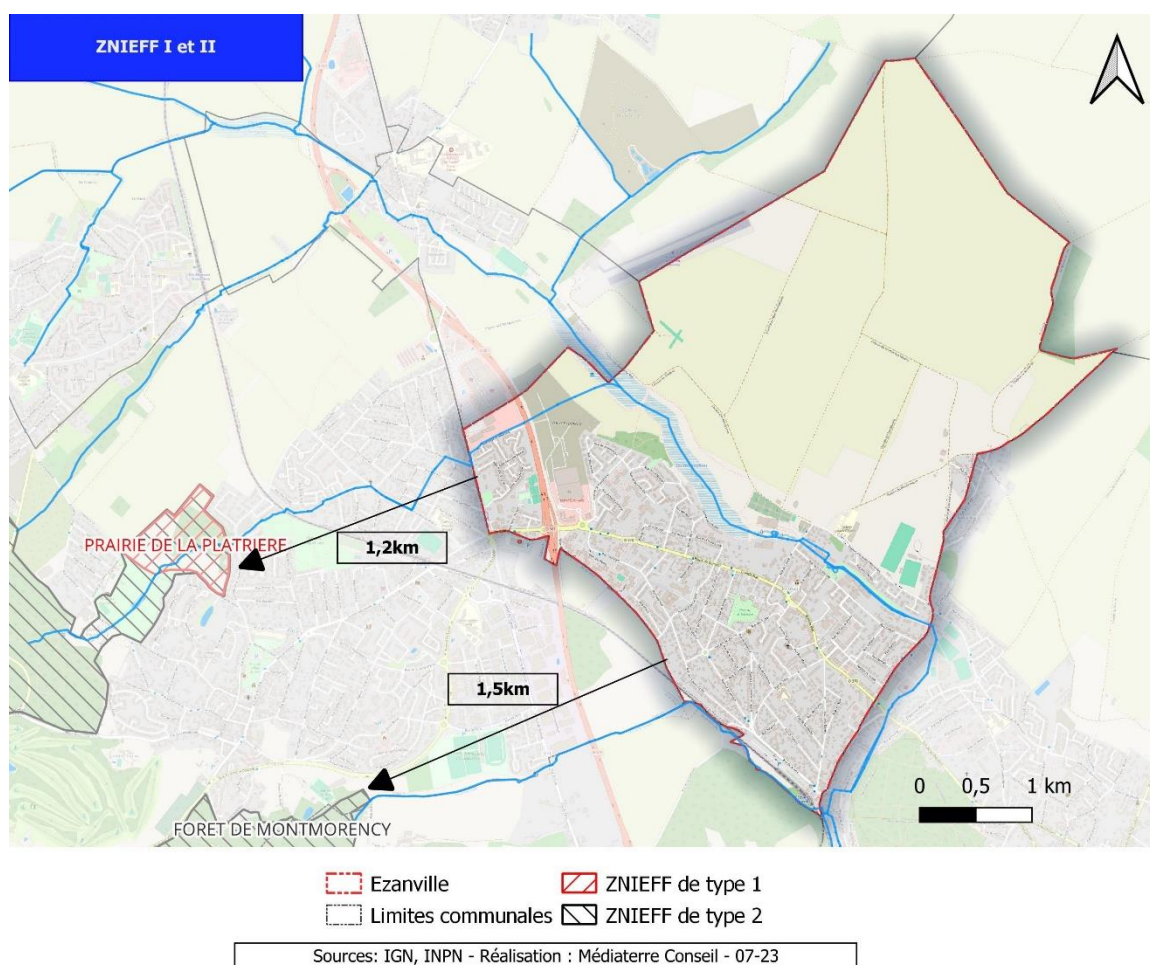 ZNIEFF I et II
PRAIRIE DE LA PLATRIERE
1,2km
1,5km
FORET DE MONTMORENCY
0 0,5 1 km
Ezanville
ZNIEFF de type 1
Limites communales
ZNIEFF de type 2
Sources: IGN, INPN - Réalisation : Médiaterre Conseil - 07-23